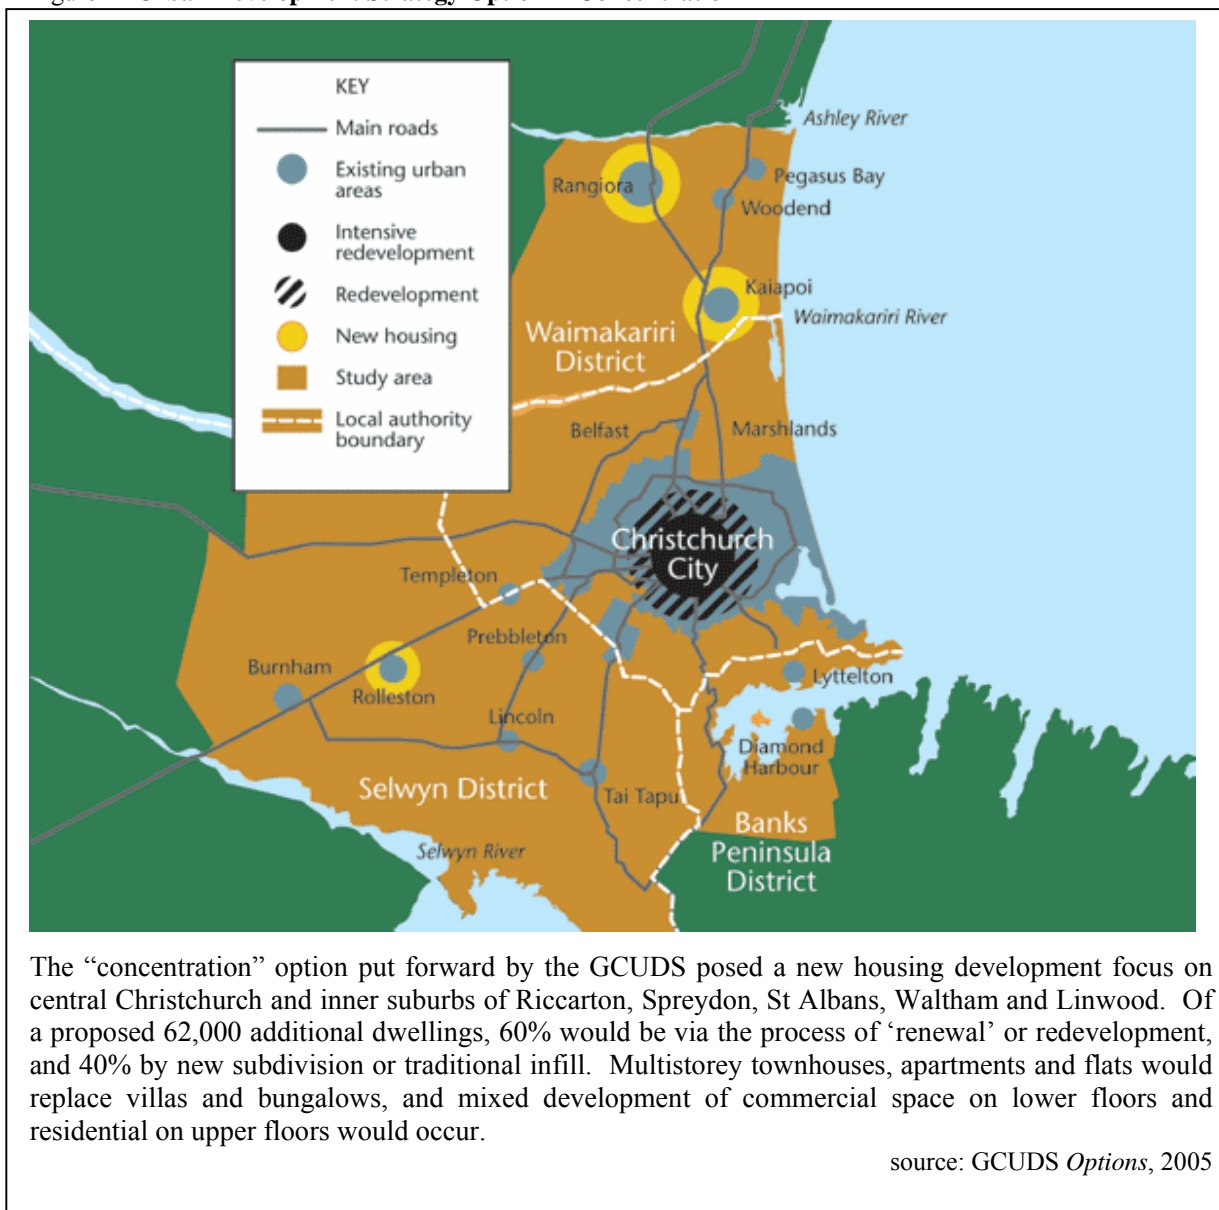 KEY
Main roads
Existing urban
areas
Intensive
redevelopment
Redevelopment
New housing
Study area
Local authority
boundary
Ashley River
Pegasus Bay
Rangiora
Woodend
Kaiapoi
Waimakariri River
Waimakariri
District
Belfast
Marshlands
Christchurch
City
Templeton
Prebbleton
Burnham
Rolleston
Lyttelton
Lincoln
Diamond
Harbour
Selwyn District
Tai Tapu
Banks
Peninsula
District
Selwyn River
The “concentration” option put forward by the GCUDS posed a new housing development focus on
central Christchurch and inner suburbs of Riccarton, Spreydon, St Albans, Waltham and Linwood. Of
a proposed 62,000 additional dwellings, 60% would be via the process of ‘renewal’ or redevelopment,
and 40% by new subdivision or traditional infill. Multistorey townhouses, apartments and flats would
replace villas and bungalows, and mixed development of commercial space on lower floors and
residential on upper floors would occur.
source: GCUDS Options, 2005